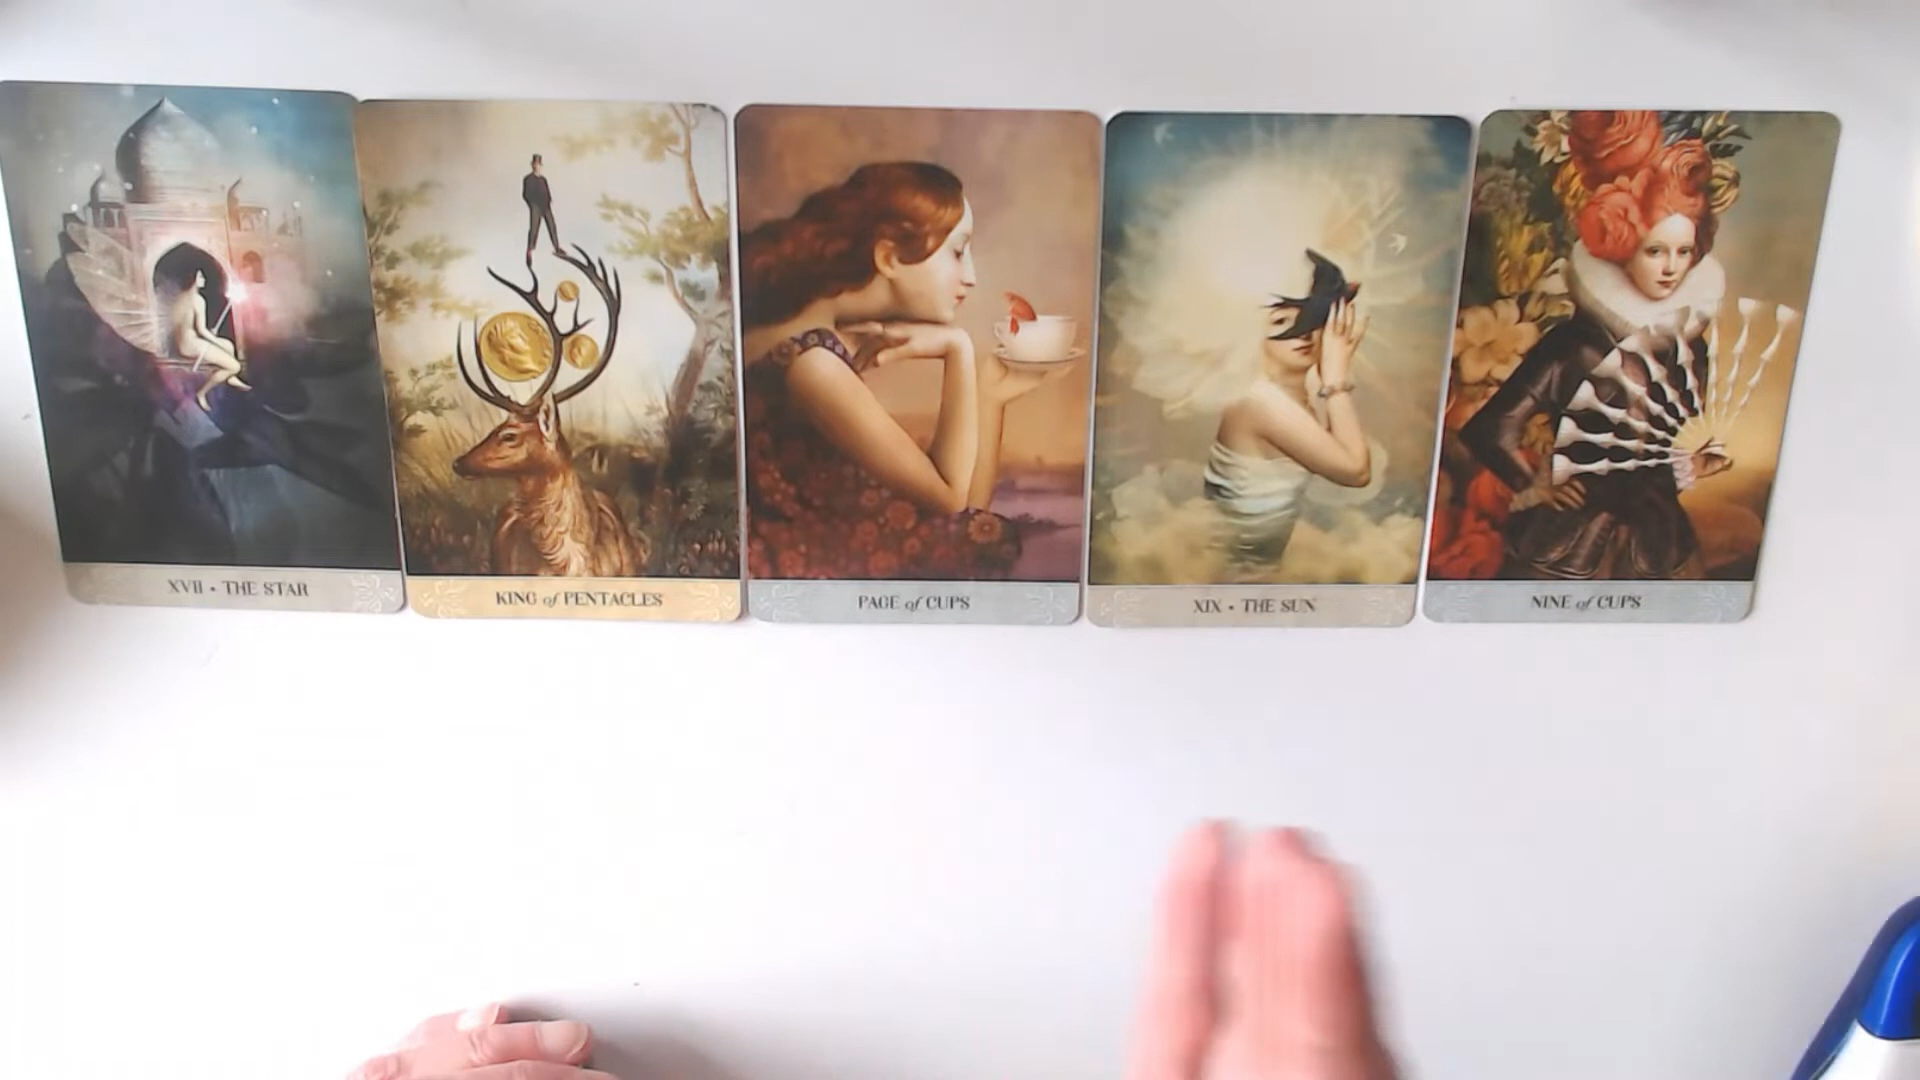 XVII • THE STAR
KING of PENTACLES
PAGE of CUPS
XIX • THE SUN
NINE of CUPS